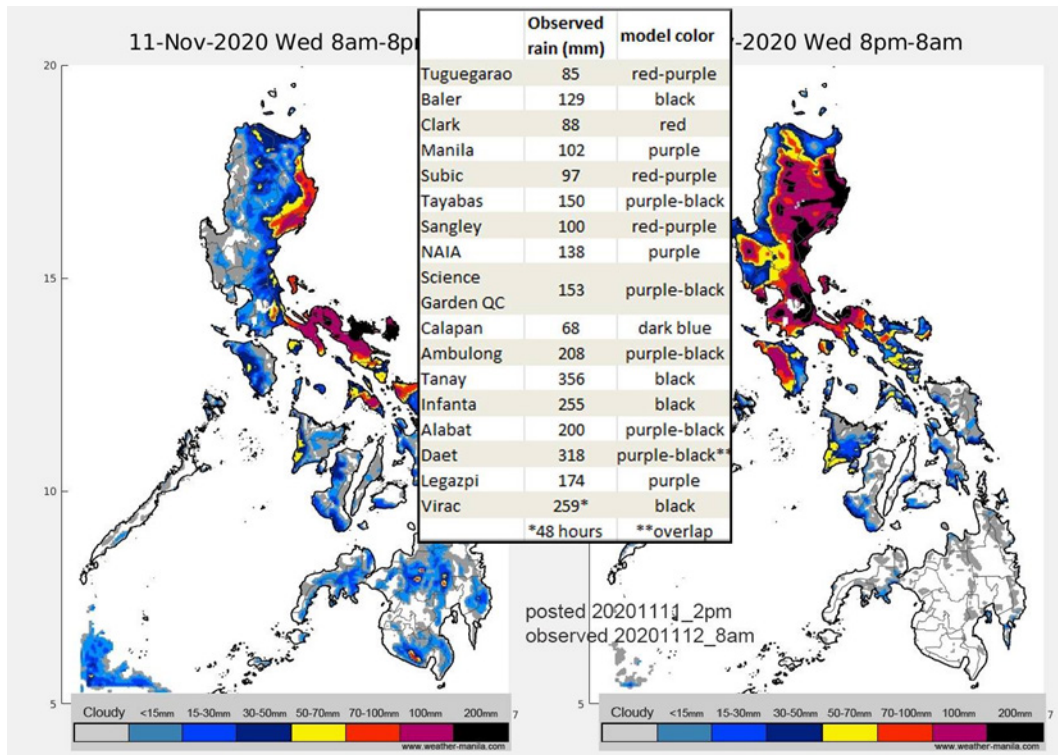 11-Nov-2020 Wed 8am-8p
-2020 Wed 8pm-8am
Observed rain (mm) model color
Tuguegarao 85 red-purple
Baler 129 black
Clark 88 red
Manila 102 purple
Subic 97 red-purple
Tayabas 150 purple-black
Sangley 100 red-purple
NAIA 138 purple
Science Garden QC 153 purple-black
Calapan 68 dark blue
Ambulong 208 purple-black
Tanay 356 black
Infanta 255 black
Alabat 200 purple-black
Daet 318 purple-black**
Legazpi 174 purple
Virac 259* black
*48 hours **overlap
20
15
10
5
posted 20201111_2pm
observed 20201112_8am
5
Cloudy <15mm 15-30mm 30-50mm 50-70mm 70-100mm 100mm 200mm 7
www.weather-manila.com
Cloudy <15mm 15-30mm 30-50mm 50-70mm 70-100mm 100mm 200mm 7
www.weather-manila.com